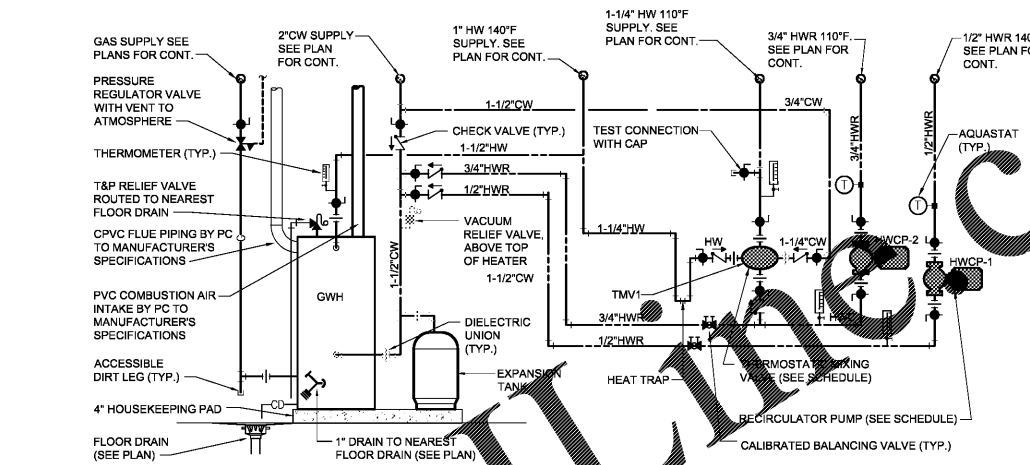 GAS SUPPLY SEE
PLANS FOR CONT.
2"CW SUPPLY
SEE PLAN
FOR CONT.
1" HW 140°F
SUPPLY. SEE
PLAN FOR CONT.
1-1/4" HW 110°F
SUPPLY. SEE
PLAN FOR CONT.
3/4" HWR 110°F.
SEE PLAN FOR
CONT.
1/2" HWR 140
SEE PLAN FO
CONT.
PRESSURE
REGULATOR VALVE
WITH VENT TO
ATMOSPHERE
THERMOMETER (TYP.)
T&P RELIEF VALVE
ROUTED TO NEAREST
FLOOR DRAIN
CPVC FLUE PIPING BY PC
TO MANUFACTURER'S
SPECIFICATIONS
PVC COMBUSTION AIR
INTAKE BY PC TO
MANUFACTURER'S
SPECIFICATIONS
ACCESSIBLE
DIRT LEG (TYP.)
4" HOUSEKEEPING PAD
FLOOR DRAIN
(SEE PLAN)
CD
GWH
1" DRAIN TO NEAREST
FLOOR DRAIN (SEE PLAN)
1-1/2"CW
CHECK VALVE (TYP.)
1-1/2"HW
3/4"HWR
1/2"HWR
VACUUM
RELIEF VALVE,
ABOVE TOP
OF HEATER
1-1/2"CW
1-1/2"CW
DIELECTRIC
UNION
(TYP.)
EXPANSION
TANK
3/4"CW
TEST CONNECTION
WITH CAP
1-1/4"HW
HW
1-1/4"CW
TMV1
3/4"HWR
1/2"HWR
HEAT TRAP
3/4"HWR
1/2"HWR
AQUASTAT
(TYP.)
T
T
HWCP-2
HWCP-1
THERMOSTATIC MIXING
VALVE (SEE SCHEDULE)
RECIRCULATOR PUMP (SEE SCHEDULE)
CALIBRATED BALANCING VALVE (TYP.)